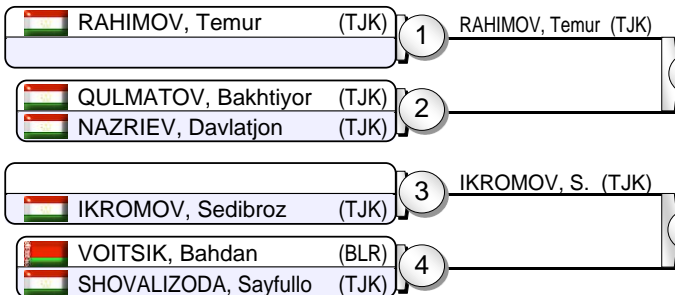 RAHIMOV, Temur (TJK) 1 RAHIMOV, Temur (TJK)
QULMATOV, Bakhtiyor (TJK)
2
NAZRIEV, Davlatjon (TJK)
3 IKROMOV, S. (TJK)
IKROMOV, Sedibroz (TJK)
VOITSIK, Bahdan (BLR)
4
SHOVALIZODA, Sayfullo (TJK)